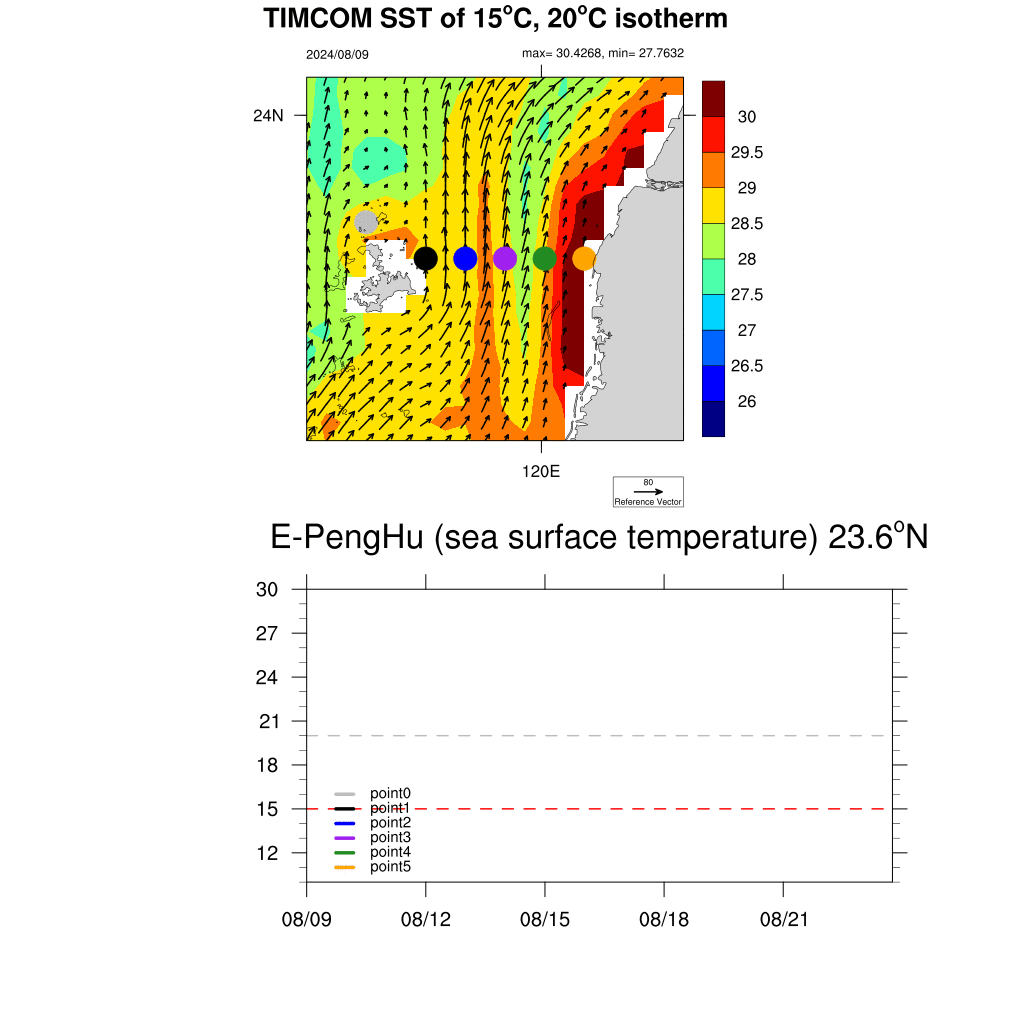 TIMCOM SST of 15°C, 20°C isotherm
2024/08/09
max= 30.4268, min= 27.7632
24N
30
29.5
29
28.5
28
27.5
27
26.5
26
120E
80
Reference Vector
E-PengHu (sea surface temperature) 23.6°N
30
27
24
21
18
15
12
point0
point1
point2
point3
point4
point5
08/09
08/12
08/15
08/18
08/21